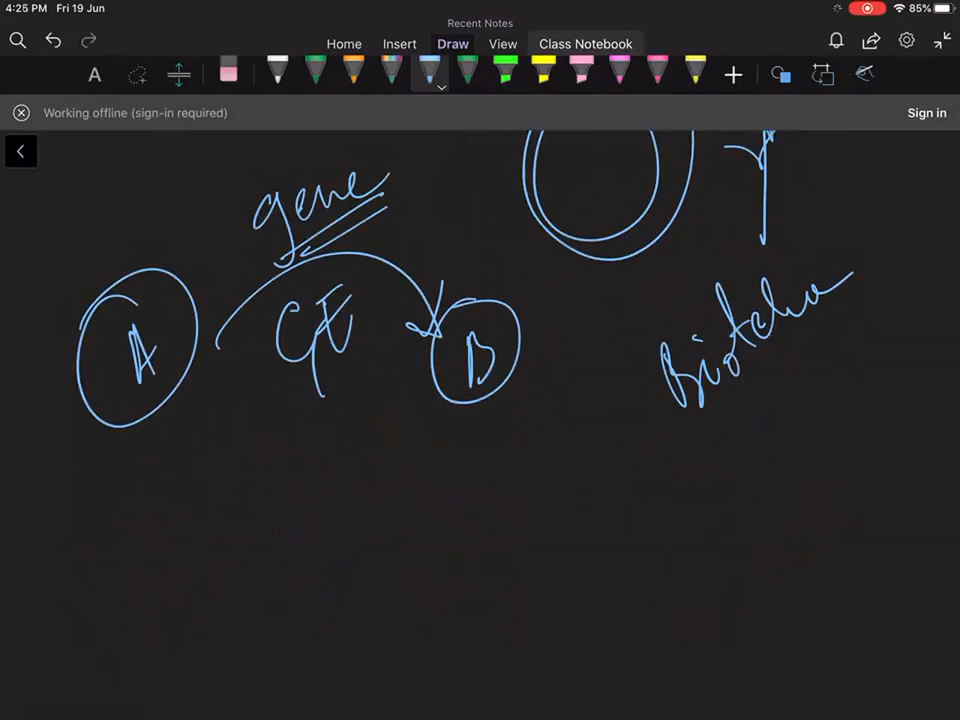 4:25 PM Fri 19 Jun
85%
Recent Notes
Home Insert Draw View Class Notebook
A
Working offline (sign-in required)
Sign in
gene
A
B